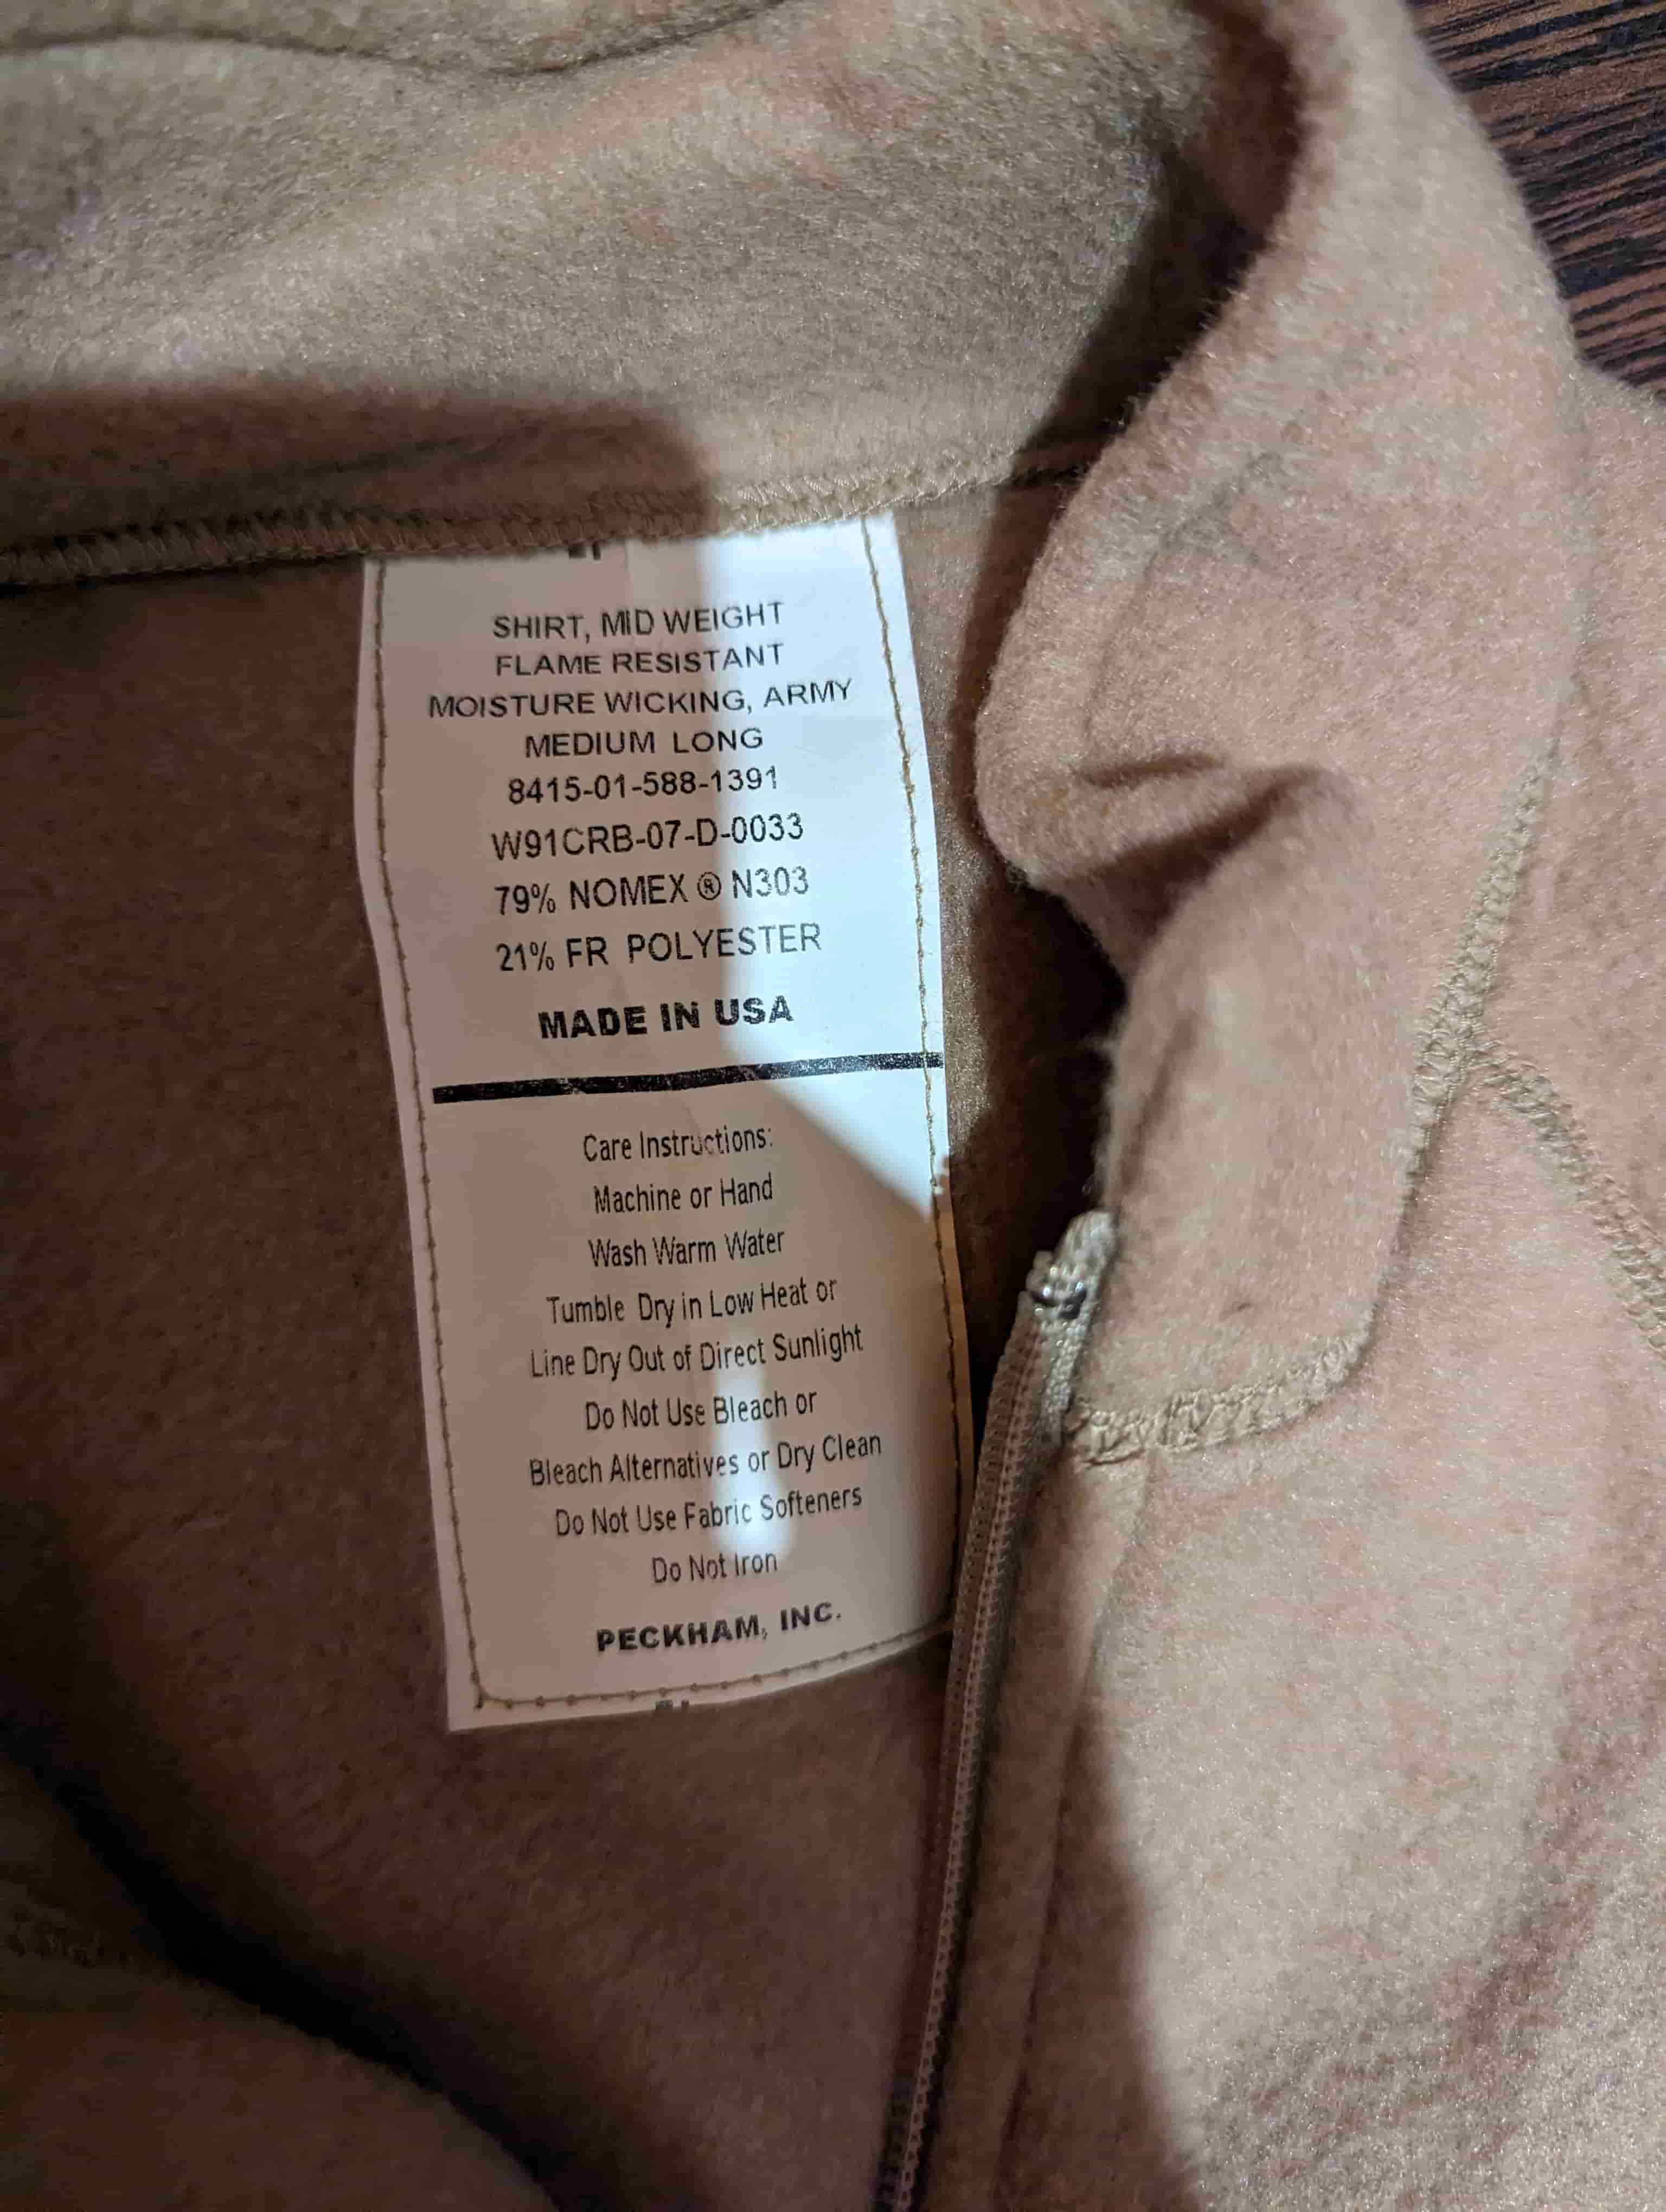 SHIRT, MID WEIGHT
FLAME RESISTANT
MOISTURE WICKING, ARMY
MEDIUM LONG
8415-01-588-1391
W91CRB-07-D-0033
79% NOMEX ® N303
21% FR POLYESTER
MADE IN USA
Care Instructions:
Machine or Hand
Wash Warm Water
Tumble Dry in Low Heat or
Line Dry Out of Direct Sunlight
Do Not Use Bleach or
Bleach Alternatives or Dry Clean
Do Not Use Fabric Softeners
Do Not Iron
PECKHAM, INC.